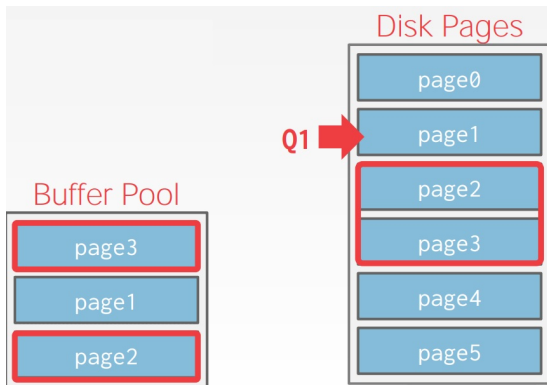 Disk Pages
page0
Q1
page1
page2
page3
page4
page5
Buffer Pool
page3
page1
page2